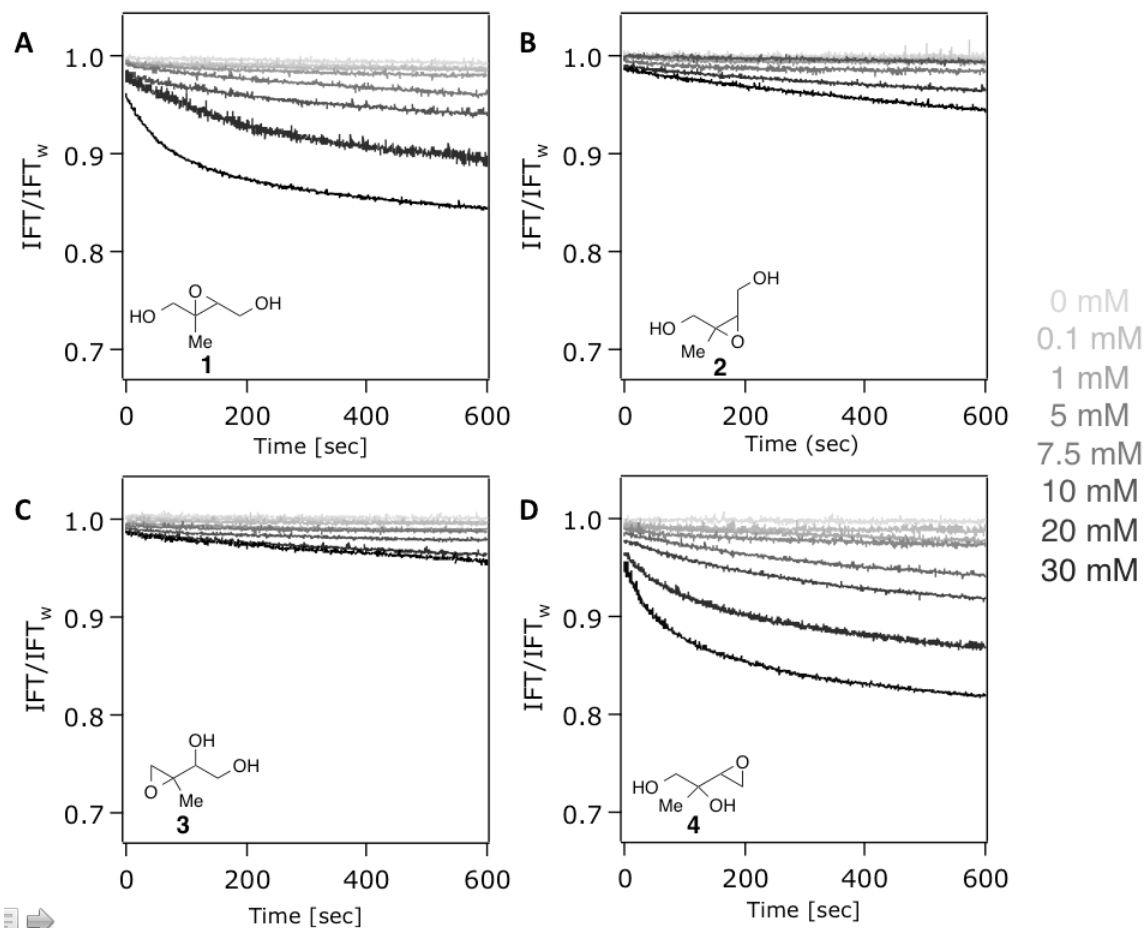 A
1.0
0.9
0.8
0.7
IFT/IFTw
HO
O
OH
Me
1
0 200 400 600
Time [sec]
B
1.0
0.9
0.8
0.7
IFT/IFTw
OH
HO
Me
O
2
0 200 400 600
Time (sec)
C
1.0
0.9
0.8
0.7
IFT/IFTw
OH
OH
O
Me
3
0 200 400 600
Time [sec]
D
1.0
0.9
0.8
0.7
IFT/IFTw
O
HO
Me OH
4
0 200 400 600
Time [sec]
0 mM
0.1 mM
1 mM
5 mM
7.5 mM
10 mM
20 mM
30 mM